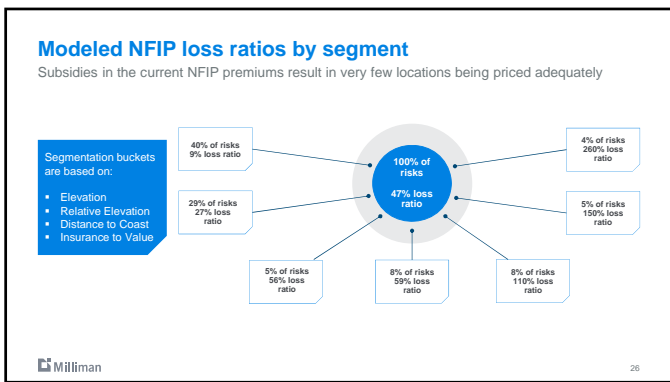 Modeled NFIP loss ratios by segment
Subsidies in the current NFIP premiums result in very few locations being priced adequately
Segmentation buckets
are based on:
▪ Elevation
▪ Relative Elevation
▪ Distance to Coast
▪ Insurance to Value
40% of risks
9% loss ratio
29% of risks
27% loss ratio
5% of risks
56% loss
ratio
8% of risks
59% loss
ratio
8% of risks
110% loss
ratio
5% of risks
150% loss
ratio
4% of risks
260% loss
ratio
100% of
risks
47% loss
ratio
Milliman
26